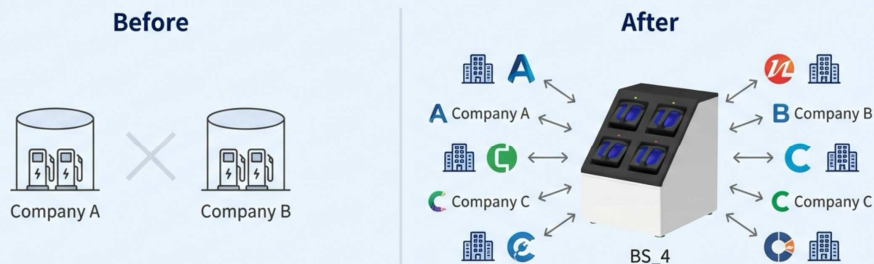 Before
After
Company A
Company B
A
A Company A
C Company C
B Company B
C
C Company C
BS_4